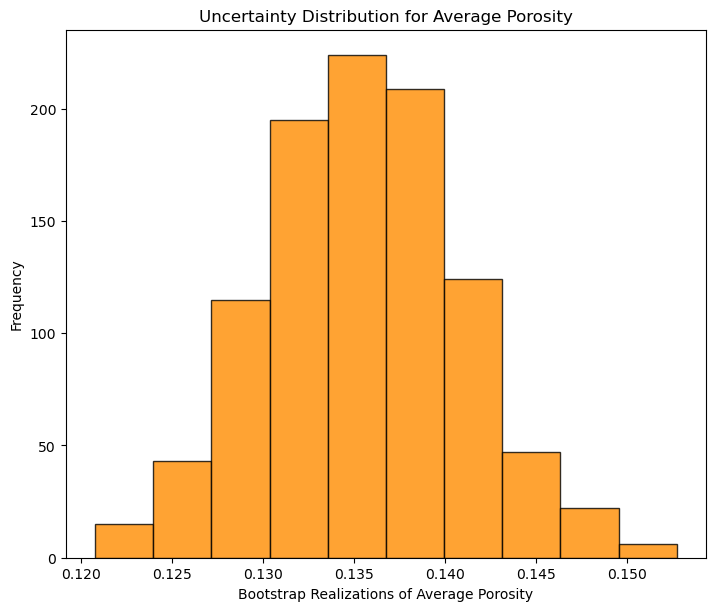 Uncertainty Distribution for Average Porosity
Frequency
200
150
100
50
0
0.120 0.125 0.130 0.135 0.140 0.145 0.150
Bootstrap Realizations of Average Porosity